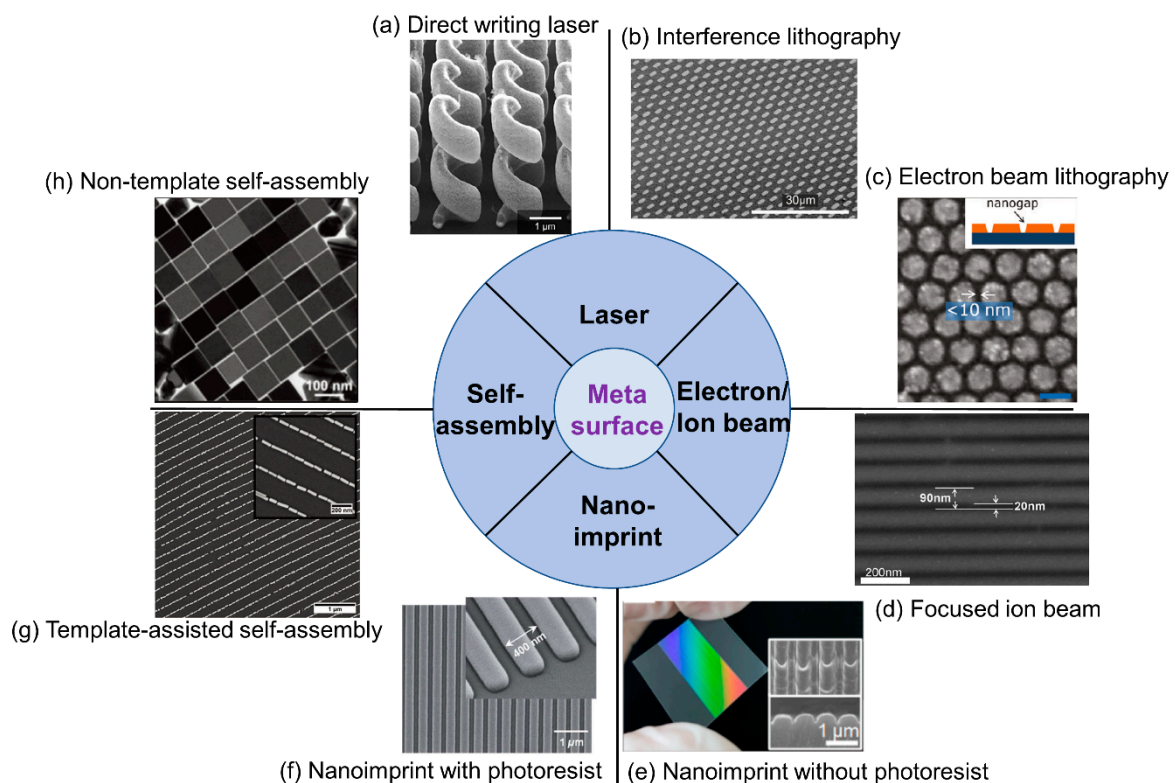 (a) Direct writing laser
1 μm
(b) Interference lithography
30μm
(c) Electron beam lithography
nanogap
<10 nm
(h) Non-template self-assembly
100 nm
Laser
Self-
assembly
Meta
surface
Electron/
Ion beam
Nano-
imprint
200 nm
1 μm
(g) Template-assisted self-assembly
90nm
20nm
200nm
(d) Focused ion beam
400 nm
1 μm
(f) Nanoimprint with photoresist
1 μm
(e) Nanoimprint without photoresist